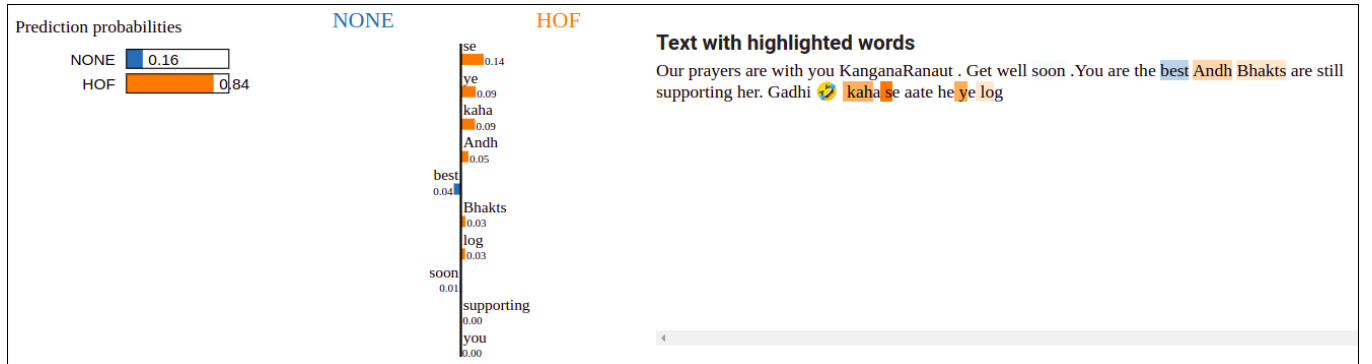 Prediction probabilities
NONE 0.16
HOF 0.84
NONE HOF
se
0.14
ye
0.09
kaha
0.09
Andh
0.05
best
0.04
Bhakts
0.03
log
0.03
soon
0.01
supporting
0.00
you
0.00
Text with highlighted words
Our prayers are with you KanganaRanaut . Get well soon .You are the best Andh Bhakts are still
supporting her. Gadhi 🤣 kaha se aate he ye log